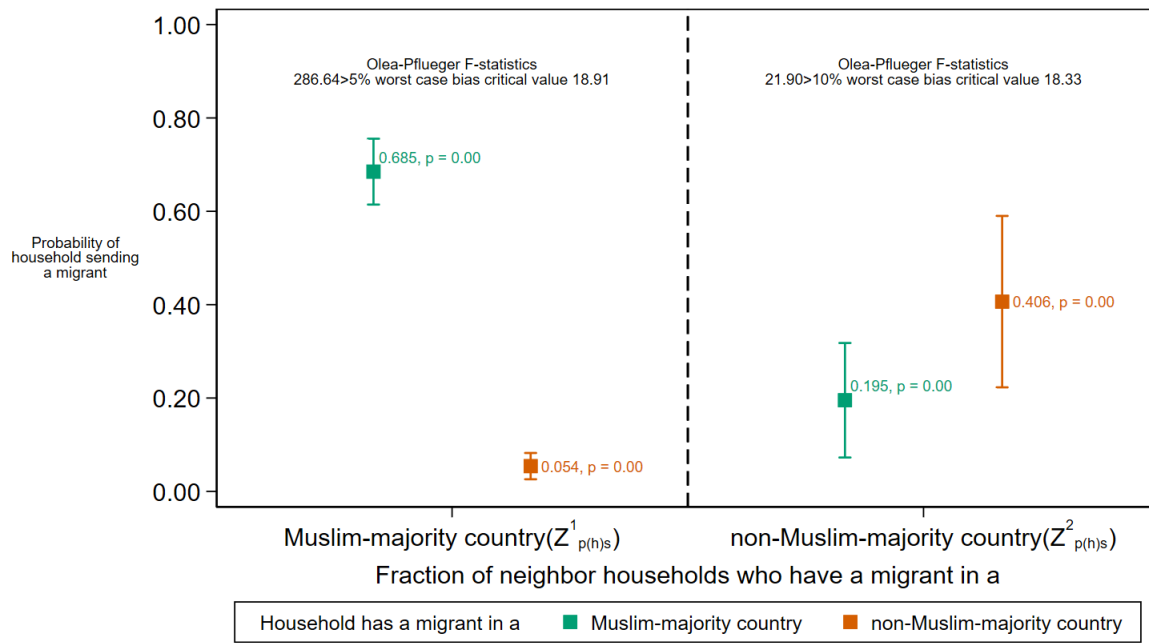 1.00
0.80
0.60
0.40
0.20
0.00
Probability of
household sending
a migrant
Olea-Pflueger F-statistics
286.64>5% worst case bias critical value 18.91
Olea-Pflueger F-statistics
21.90>10% worst case bias critical value 18.33
0.685, p = 0.00
0.054, p = 0.00
0.195, p = 0.00
0.406, p = 0.00
Muslim-majority country(Z¹p(h)s)
non-Muslim-majority country(Z²p(h)s)
Fraction of neighbor households who have a migrant in a
Household has a migrant in a
Muslim-majority country
non-Muslim-majority country